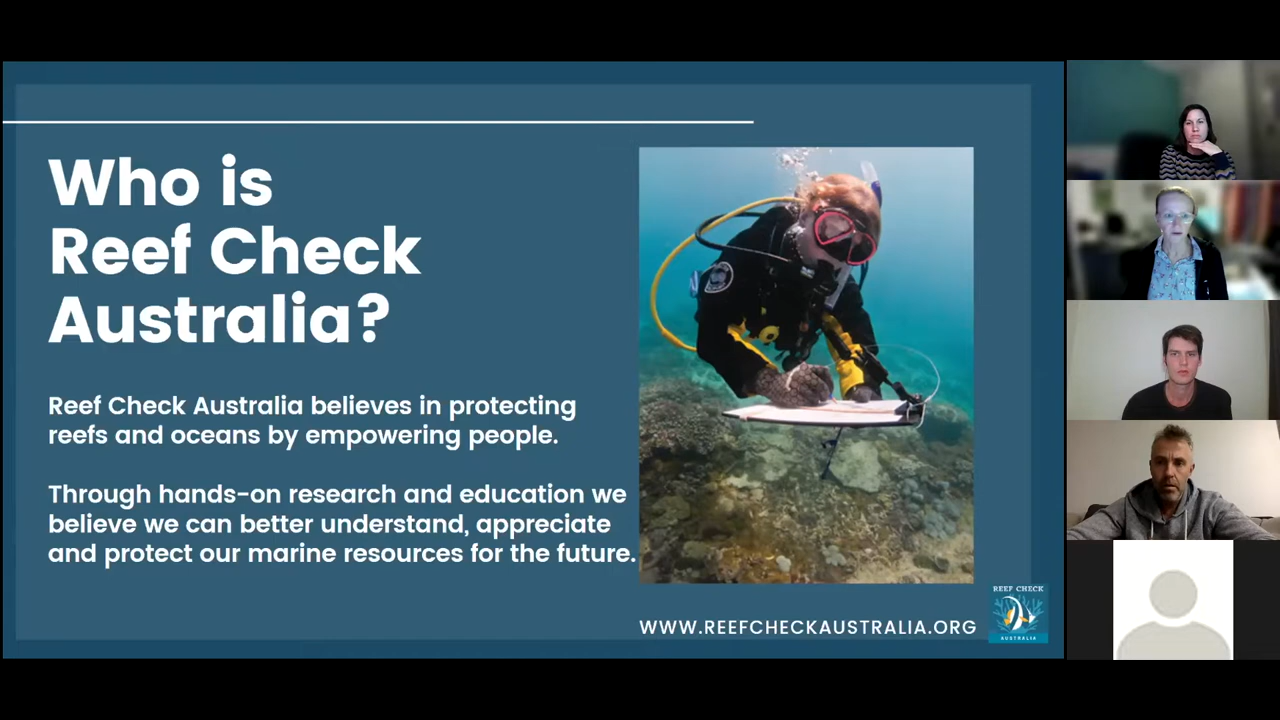 Who is
Reef Check
Australia?
Reef Check Australia believes in protecting
reefs and oceans by empowering people.
Through hands-on research and education we
believe we can better understand, appreciate
and protect our marine resources for the future.
WWW.REEFCHECKAUSTRALIA.ORG
REEF CHECK
AUSTRALIA